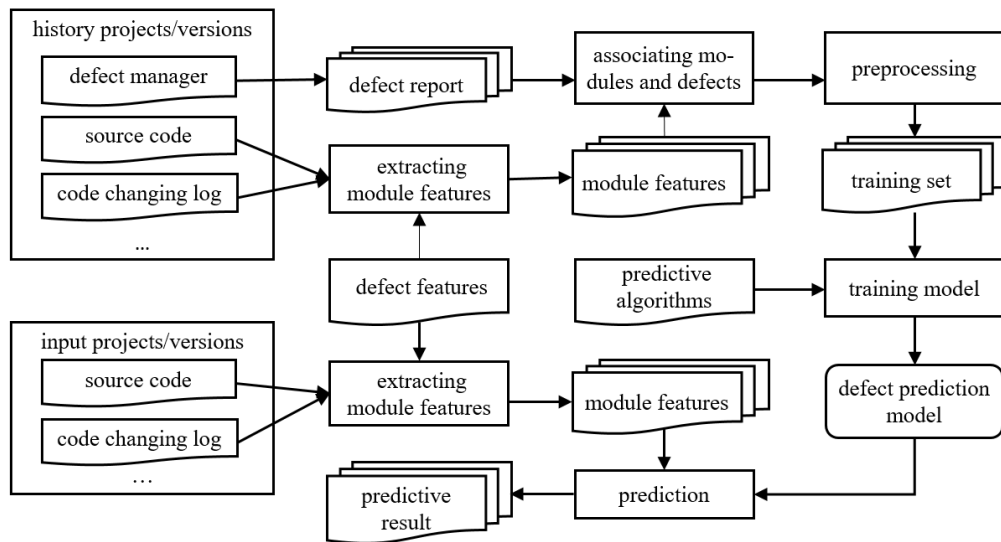 history projects/versions
defect manager
source code
code changing log
...
defect report
associating mo-
dules and defects
preprocessing
extracting
module features
module features
training set
defect features
predictive
algorithms
training model
input projects/versions
source code
code changing log
…
extracting
module features
module features
defect prediction
model
predictive
result
prediction